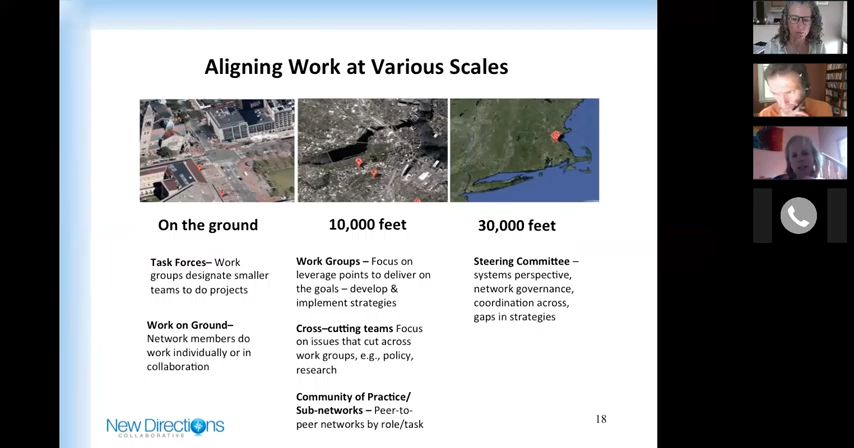 Aligning Work at Various Scales
On the ground
Task Forces– Work
groups designate smaller
teams to do projects
Work on Ground–
Network members do
work individually or in
collaboration
10,000 feet
Work Groups – Focus on
leverage points to deliver on
the goals – develop &
implement strategies
Cross–cutting teams Focus
on issues that cut across
work groups, e.g., policy,
research
Community of Practice/
Sub-networks – Peer-to-
peer networks by role/task
30,000 feet
Steering Committee –
systems perspective,
network governance,
coordination across,
gaps in strategies
New Directions
COLLABORATIVE
18